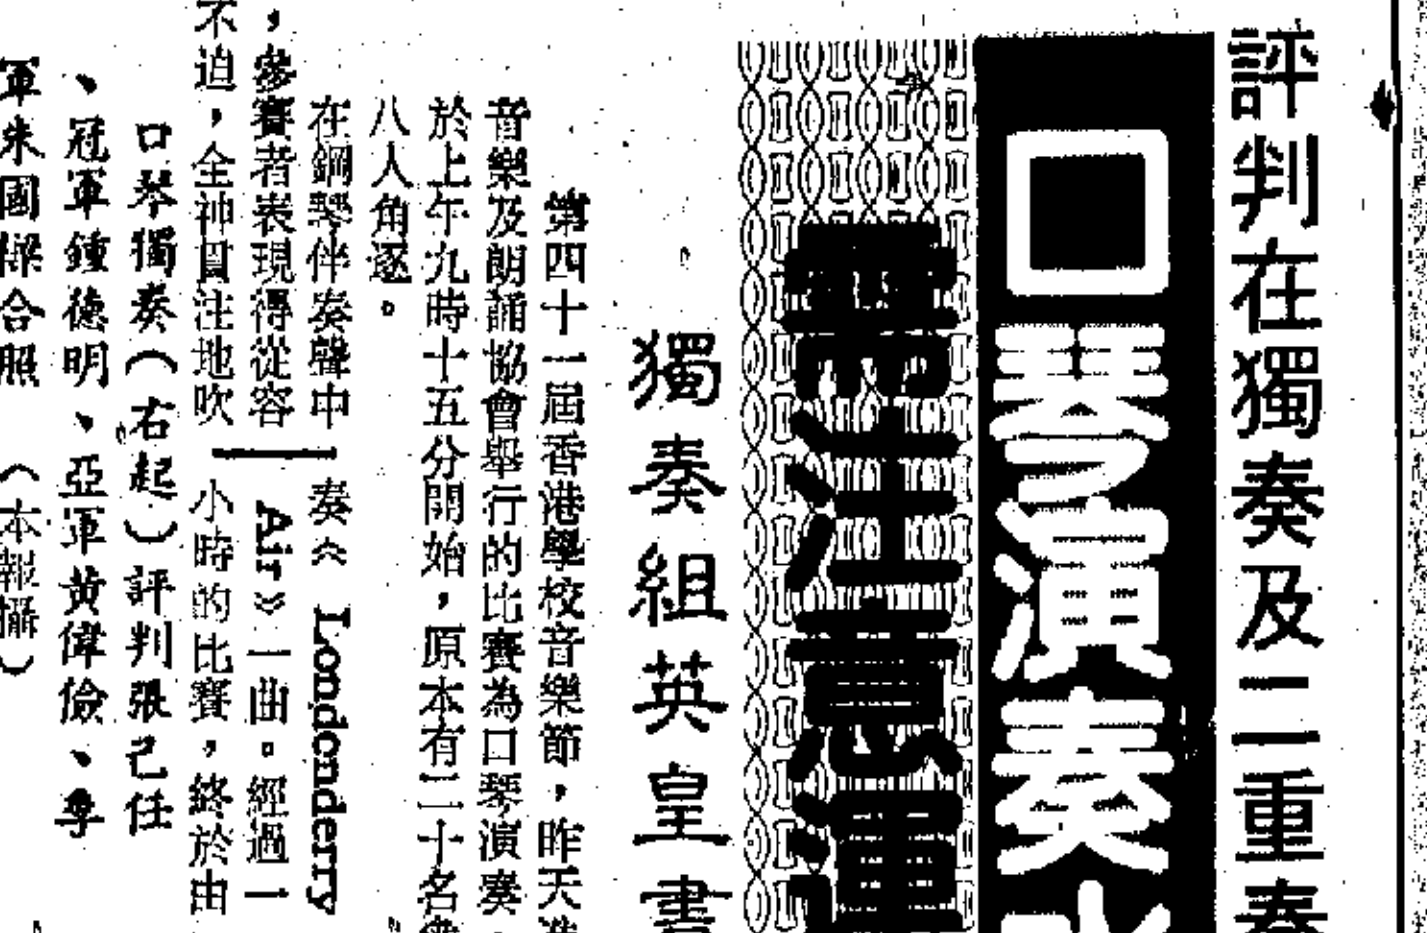 評判在獨奏及二重奏
口琴演奏
需注意運
獨奏組英皇書
第四十一屆香港學校音樂節,昨天
音樂及朗誦協會舉行的比賽為口琴演奏
於上午九時十五分開始,原本有二十名
八人角逐。
在鋼琴伴奏聲中
,參賽者表現得從容
不迫,全神貫注地吹
奏《 Londonderry
Air》一曲。經過一
小時的比賽,終於由
口琴獨奏(右起)評判張己任
、冠軍鍾德明、亞軍黃偉儉、季
軍朱國樑合照 (本報攝)